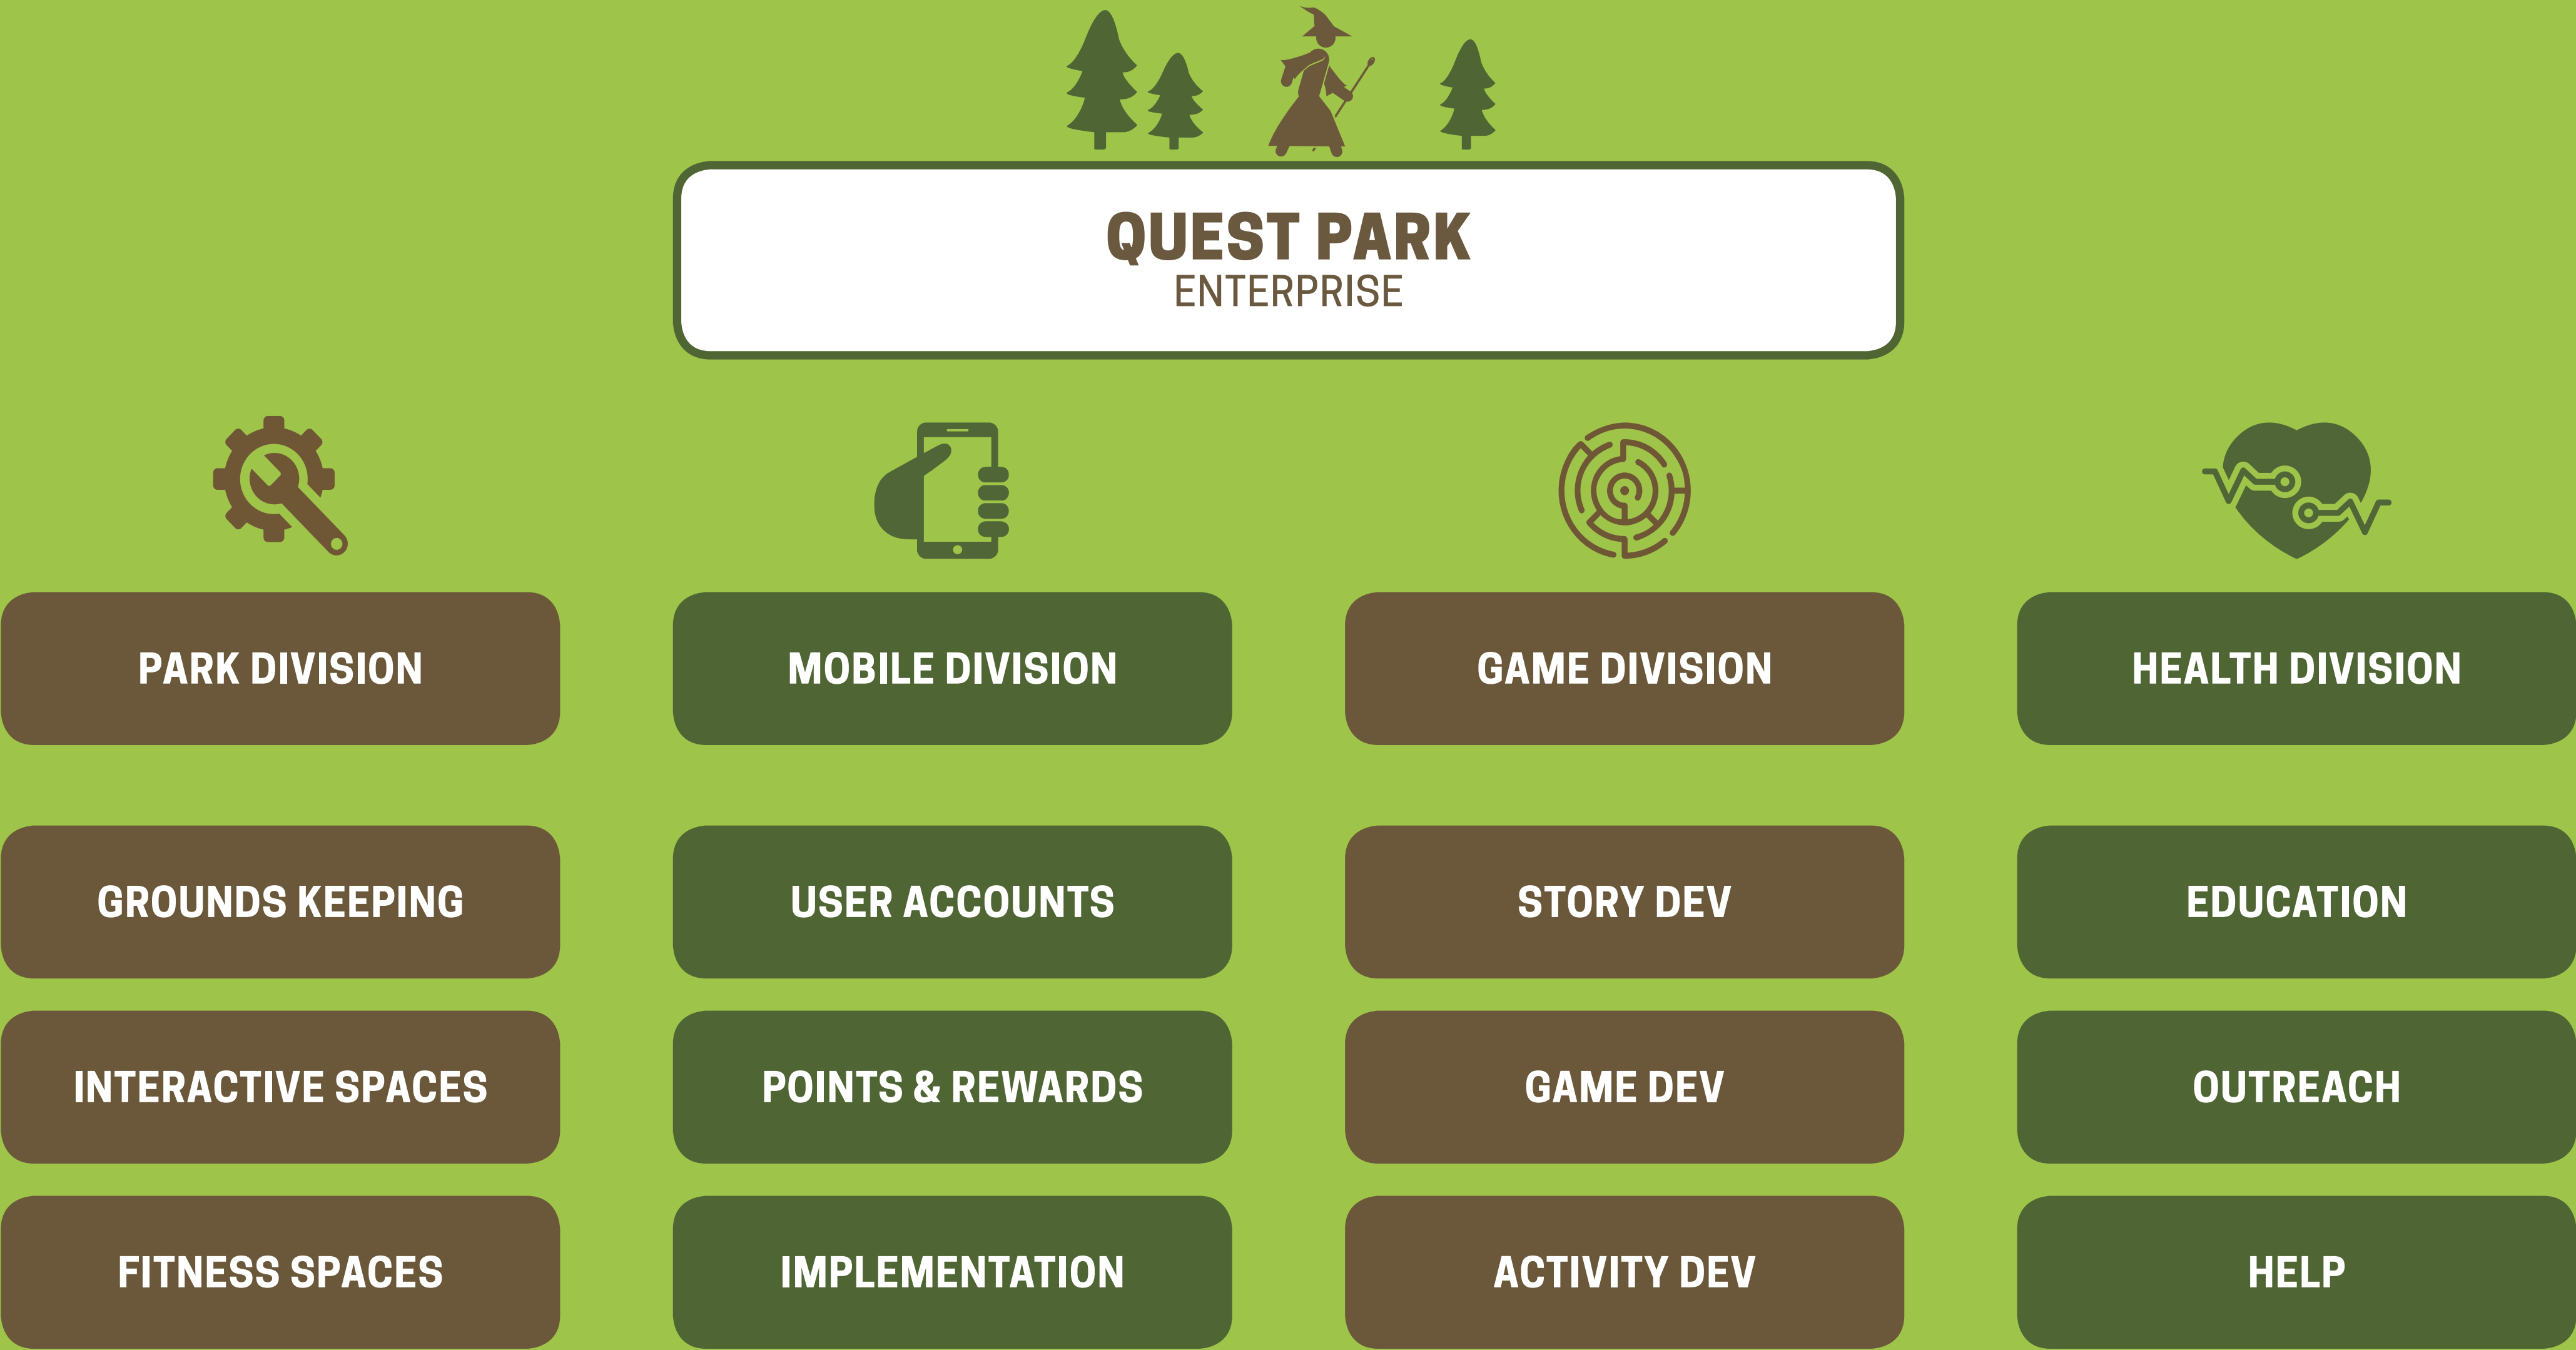 QUEST PARK
ENTERPRISE
PARK DIVISION
MOBILE DIVISION
GAME DIVISION
HEALTH DIVISION
GROUNDS KEEPING
USER ACCOUNTS
STORY DEV
EDUCATION
INTERACTIVE SPACES
POINTS & REWARDS
GAME DEV
OUTREACH
FITNESS SPACES
IMPLEMENTATION
ACTIVITY DEV
HELP